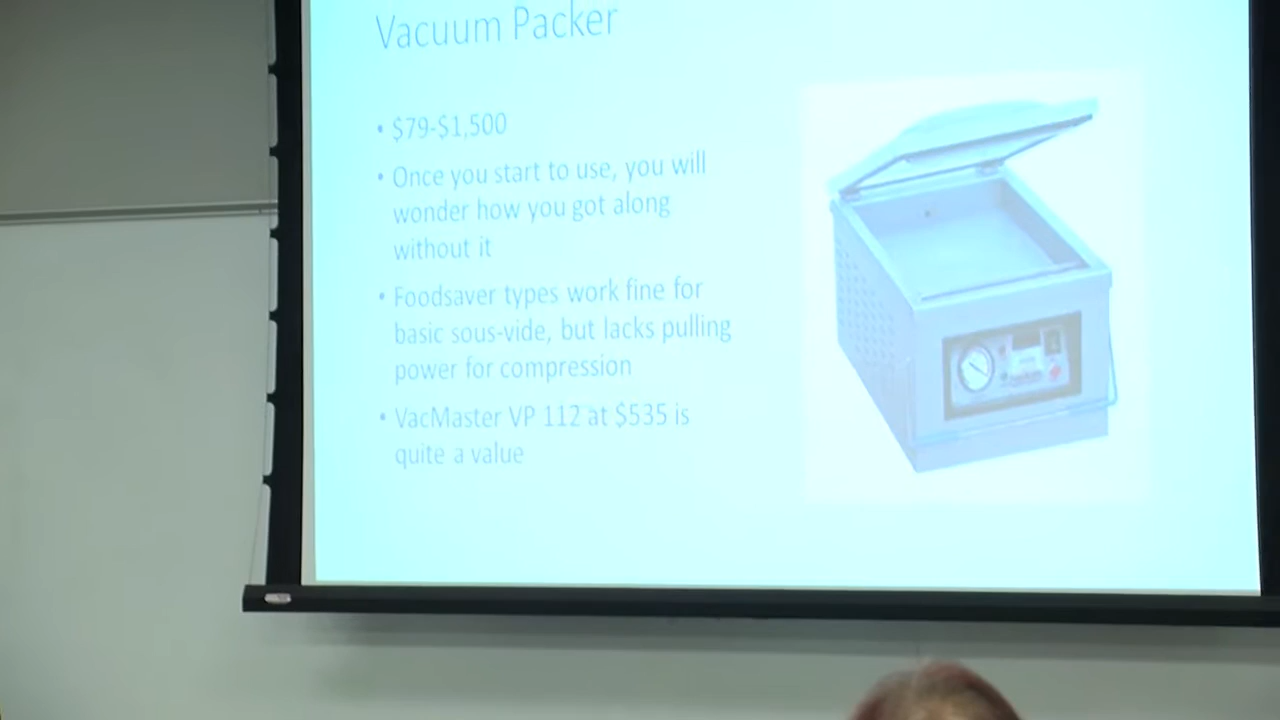 Vacuum Packer
• $79-$1,500
• Once you start to use, you will
wonder how you got along
without it
• Foodsaver types work fine for
basic sous-vide, but lacks pulling
power for compression
• VacMaster VP 112 at $535 is
quite a value